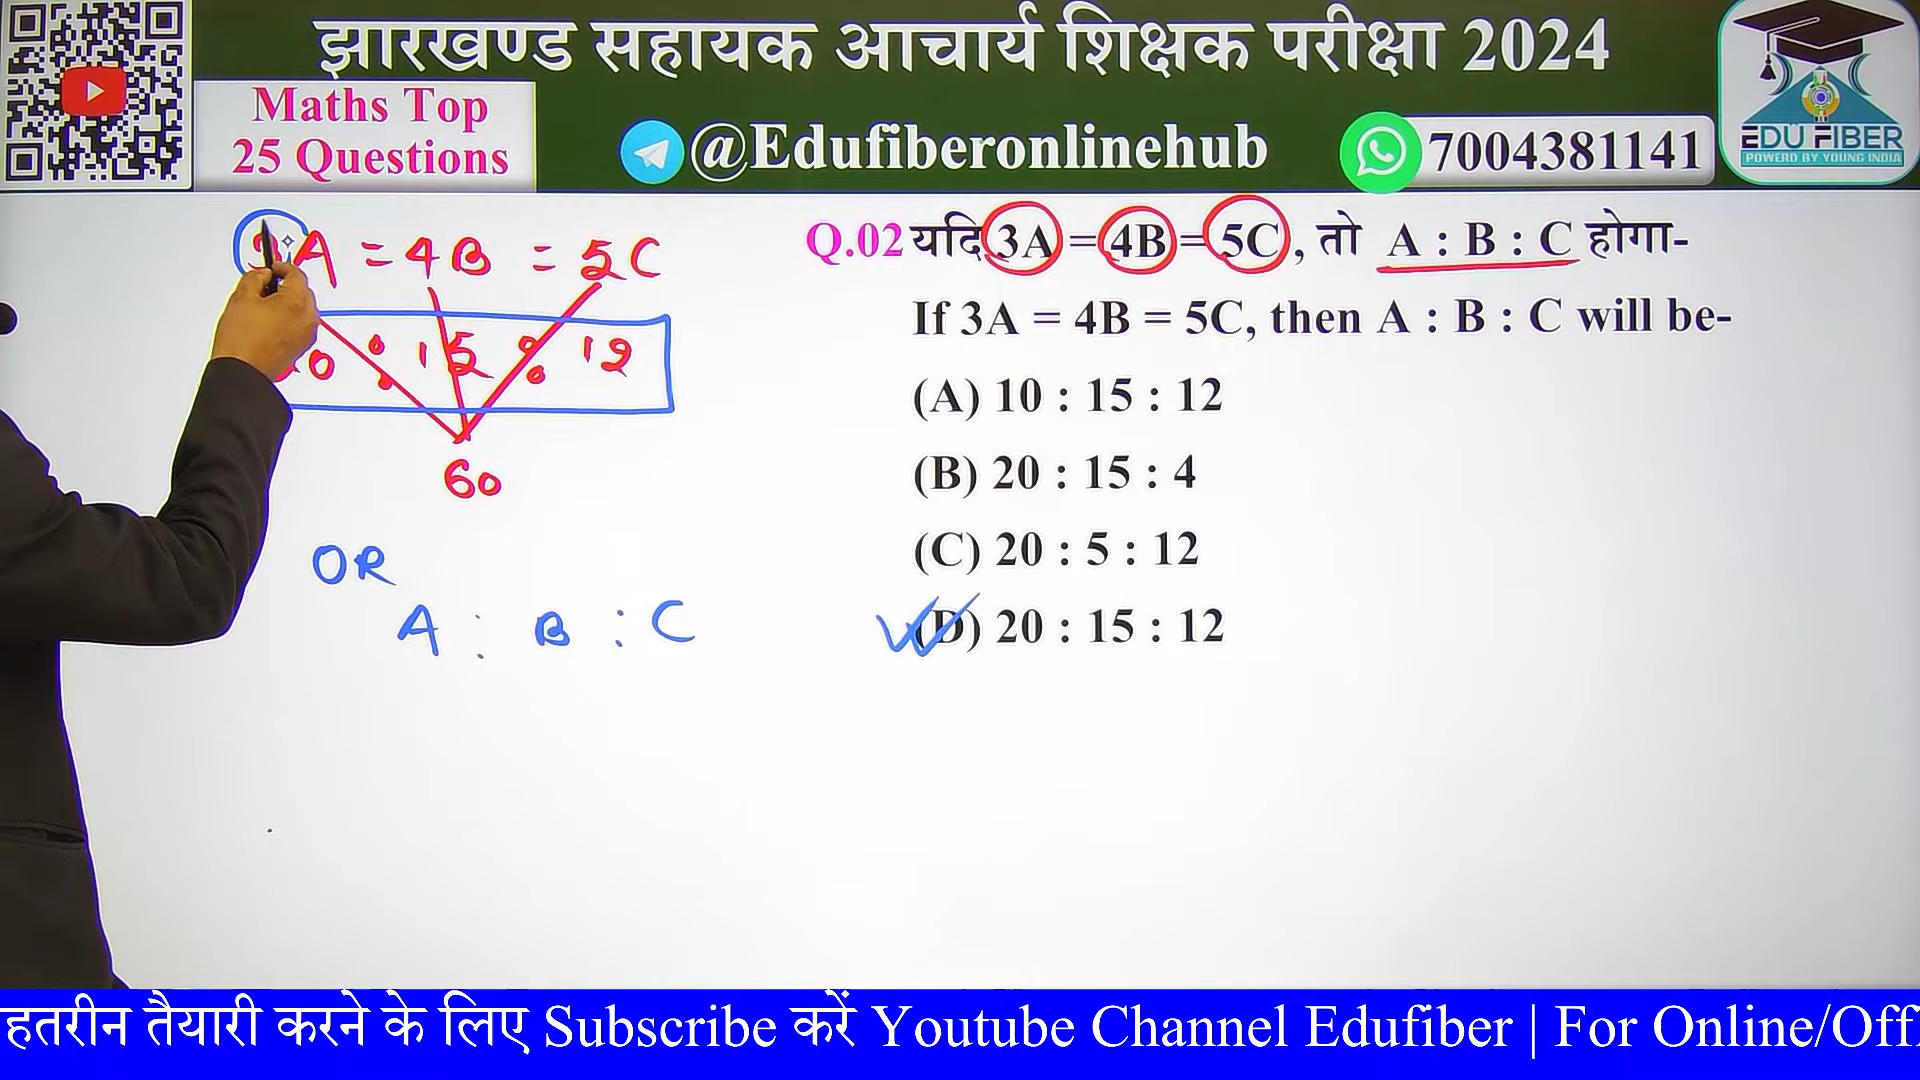 झारखण्ड सहायक आचार्य शिक्षक परीक्षा 2024
Maths Top
25 Questions
@Edufiberonlinehub
7004381141
EDU FIBER
POWERD BY YOUNG INDIA
3A = 4B = 5C
0 : 15 : 12
60
OR
A : B : C
Q.02 यदि 3A = 4B = 5C, तो A : B : C होगा-
If 3A = 4B = 5C, then A : B : C will be-
(A) 10 : 15 : 12
(B) 20 : 15 : 4
(C) 20 : 5 : 12
(D) 20 : 15 : 12
हतरीन तैयारी करने के लिए Subscribe करें Youtube Channel Edufiber | For Online/Off